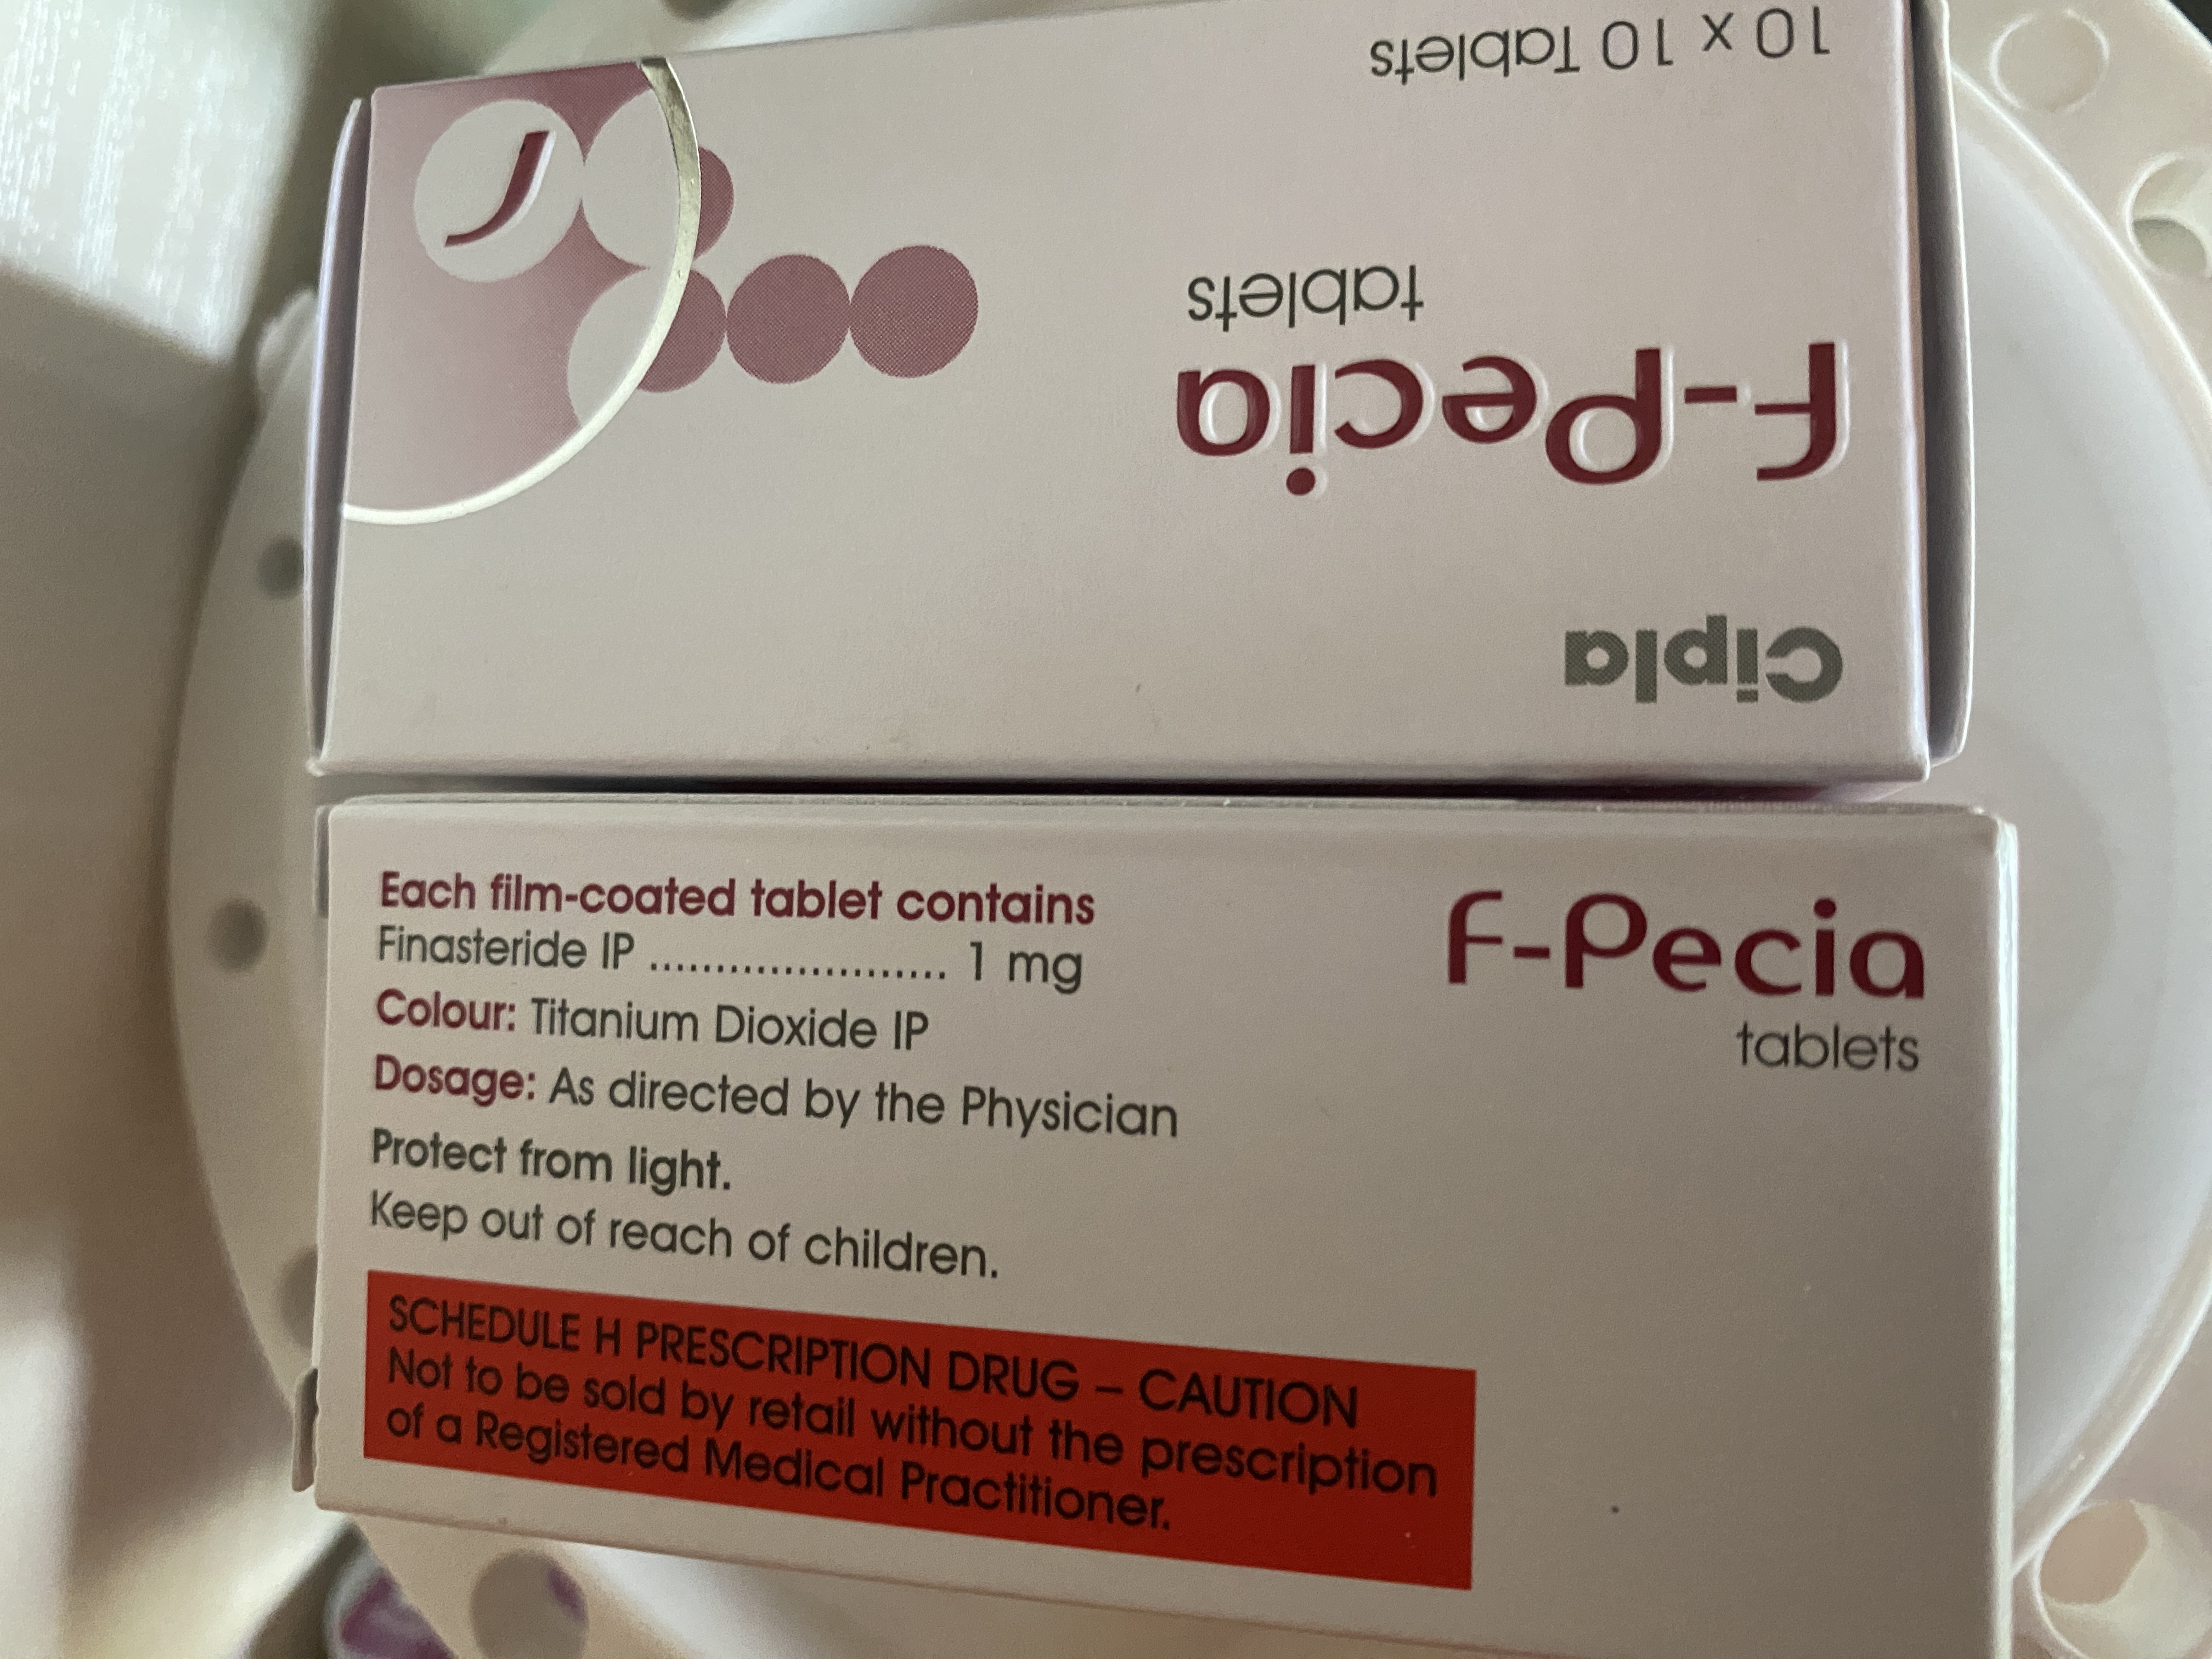 10 x 10 Tablets
F-Pecia
tablets
Cipla
F-Pecia
tablets
Each film-coated tablet contains
Finasteride IP ........................ 1 mg
Colour: Titanium Dioxide IP
Dosage: As directed by the Physician
Protect from light.
Keep out of reach of children.
SCHEDULE H PRESCRIPTION DRUG – CAUTION
Not to be sold by retail without the prescription
of a Registered Medical Practitioner.